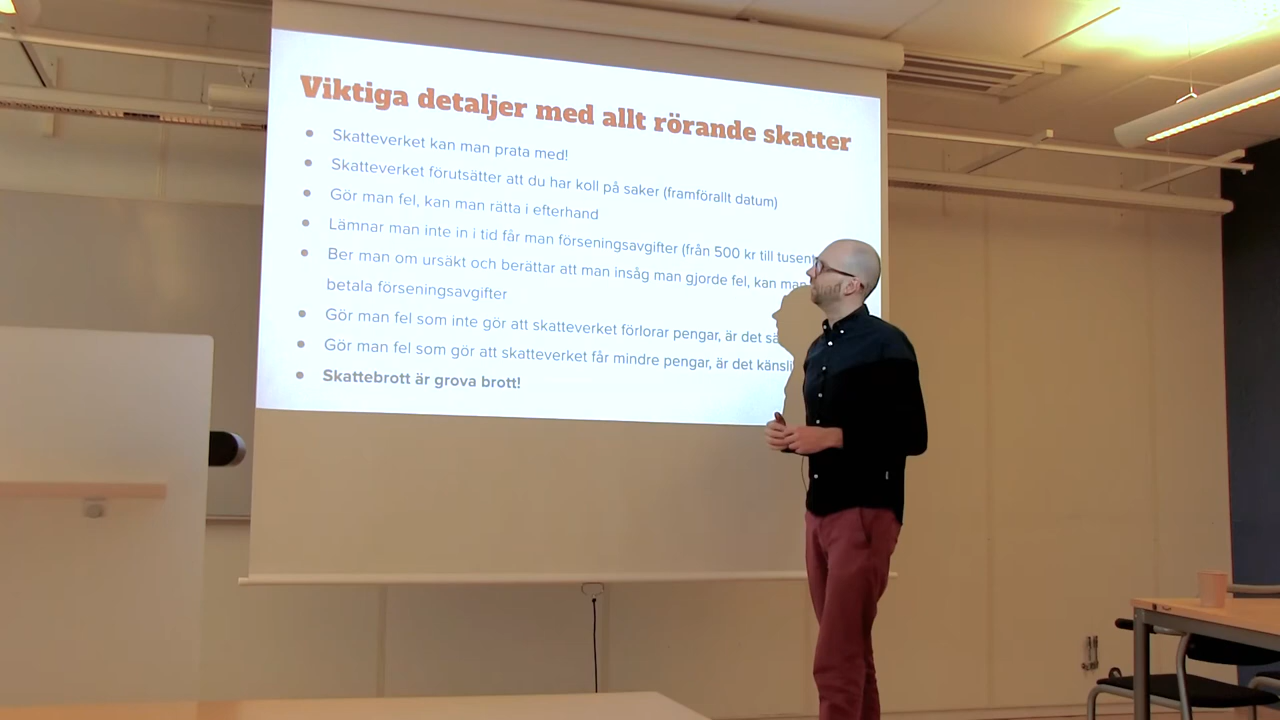 Viktiga detaljer med allt rörande skatter
● Skatteverket kan man prata med!
● Skatteverket förutsätter att du har koll på saker (framförallt datum)
● Gör man fel, kan man rätta i efterhand
● Lämnar man inte in i tid får man förseningsavgifter (från 500 kr till
● Ber man om ursäkt och berättar att man insåg man gjorde fel, kan man
betala förseningsavgifter
● Gör man fel som inte gör att skatteverket förlorar pengar, är det
● Gör man fel som gör att skatteverket får mindre pengar, är det
● Skattebrott är grova brott!